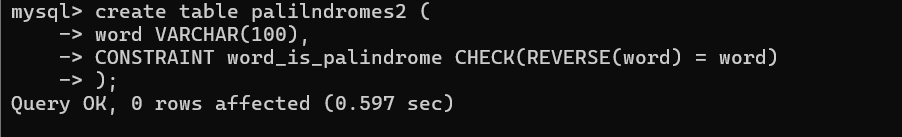 mysql> create table palilndromes2 (
    -> word VARCHAR(100),
    -> CONSTRAINT word_is_palindrome CHECK(REVERSE(word) = word)
    -> );
Query OK, 0 rows affected (0.597 sec)